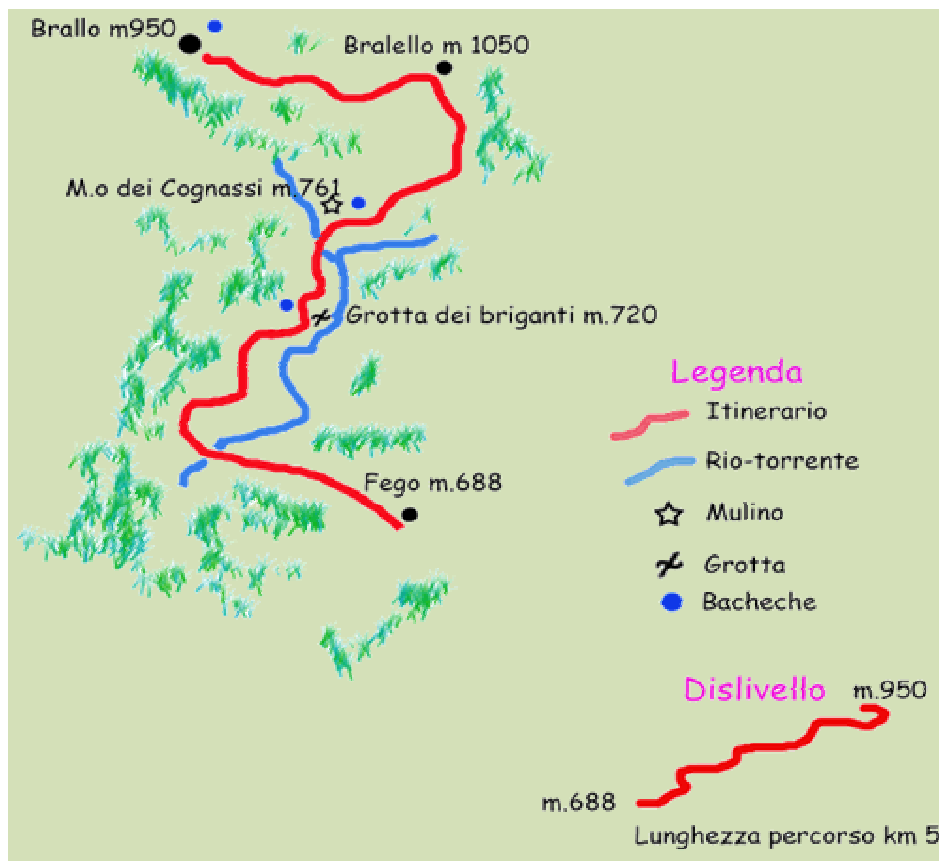 Brallo m950
Bralello m 1050
M.o dei Cognassi m.761
Grotta dei briganti m.720
Fego m.688
Legenda
Itinerario
Rio-torrente
Mulino
Grotta
Bacheche
Dislivello
m.950
m.688
Lunghezza percorso km 5